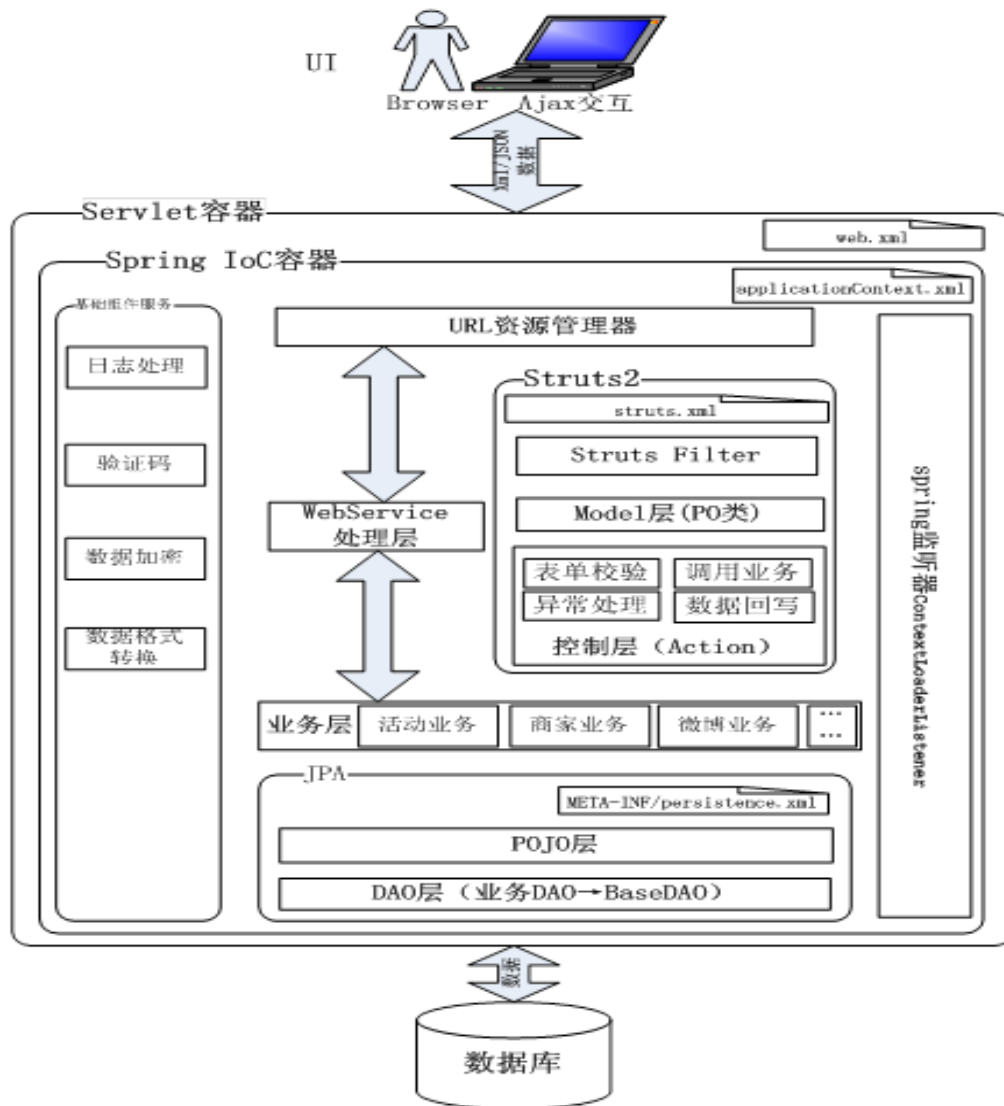 UI
Browser Ajax交互
Xml/JSON
数据
Servlet容器
web.xml
Spring IoC容器
applicationContext.xml
基础组件服务
日志处理
验证码
数据加密
数据格式
转换
URL资源管理器
WebService
处理层
Struts2
struts.xml
Struts Filter
Model层(PO类)
表单校验
调用业务
异常处理
数据回写
控制层（Action）
spring监听器ContextLoaderListener
业务层
活动业务
商家业务
微博业务
...
...
JPA
META-INF/persistence.xml
POJO层
DAO层（业务DAO→BaseDAO）
数据
数据库